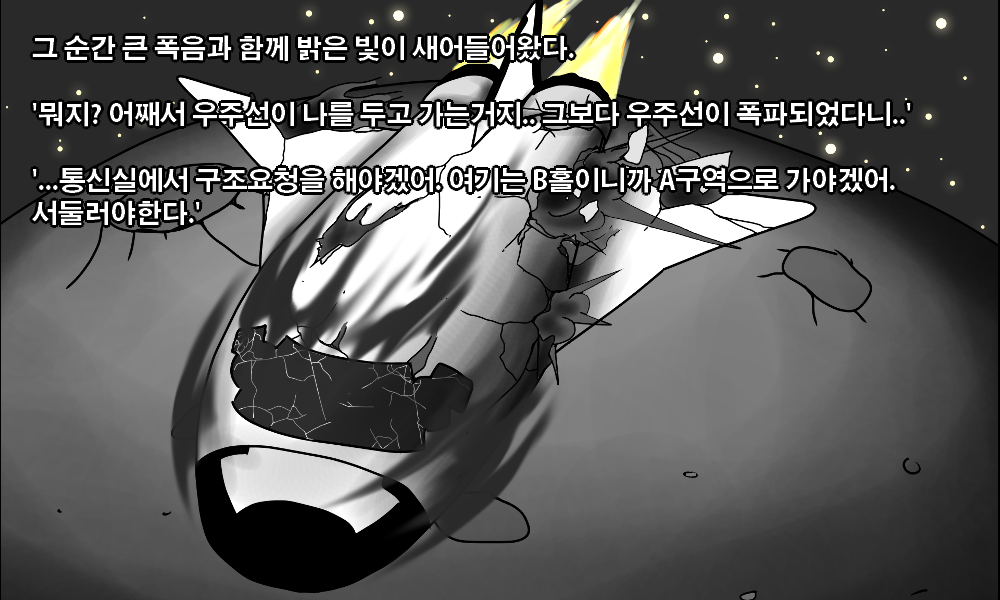 그 순간 큰 폭음과 함께 밝은 빛이 새어들어왔다.
'뭐지? 어째서 우주선이 나를 두고 가는거지.. 그보다 우주선이 폭파되었다니..'
'...통신실에서 구조요청을 해야겠어. 여기는 B홀이니까 A구역으로 가야겠어.
서둘러야한다.'